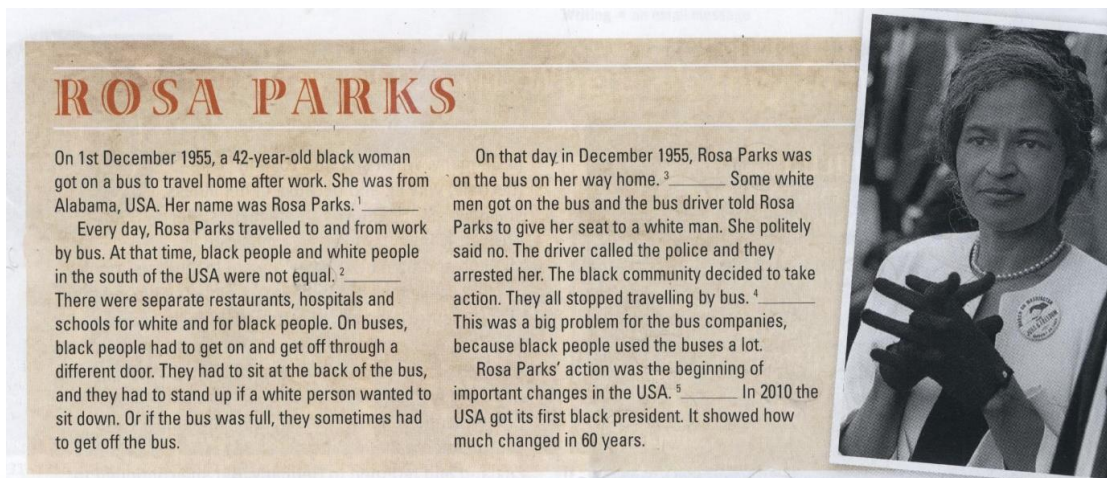 ROSA PARKS
On 1st December 1955, a 42-year-old black woman
got on a bus to travel home after work. She was from
Alabama, USA. Her name was Rosa Parks. 1______
Every day, Rosa Parks travelled to and from work
by bus. At that time, black people and white people
in the south of the USA were not equal. 2______
There were separate restaurants, hospitals and
schools for white and for black people. On buses,
black people had to get on and get off through a
different door. They had to sit at the back of the bus,
and they had to stand up if a white person wanted to
sit down. Or if the bus was full, they sometimes had
to get off the bus.
On that day in December 1955, Rosa Parks was
on the bus on her way home. 3______ Some white
men got on the bus and the bus driver told Rosa
Parks to give her seat to a white man. She politely
said no. The driver called the police and they
arrested her. The black community decided to take
action. They all stopped travelling by bus. 4______
This was a big problem for the bus companies,
because black people used the buses a lot.
Rosa Parks' action was the beginning of
important changes in the USA. 5______ In 2010 the
USA got its first black president. It showed how
much changed in 60 years.